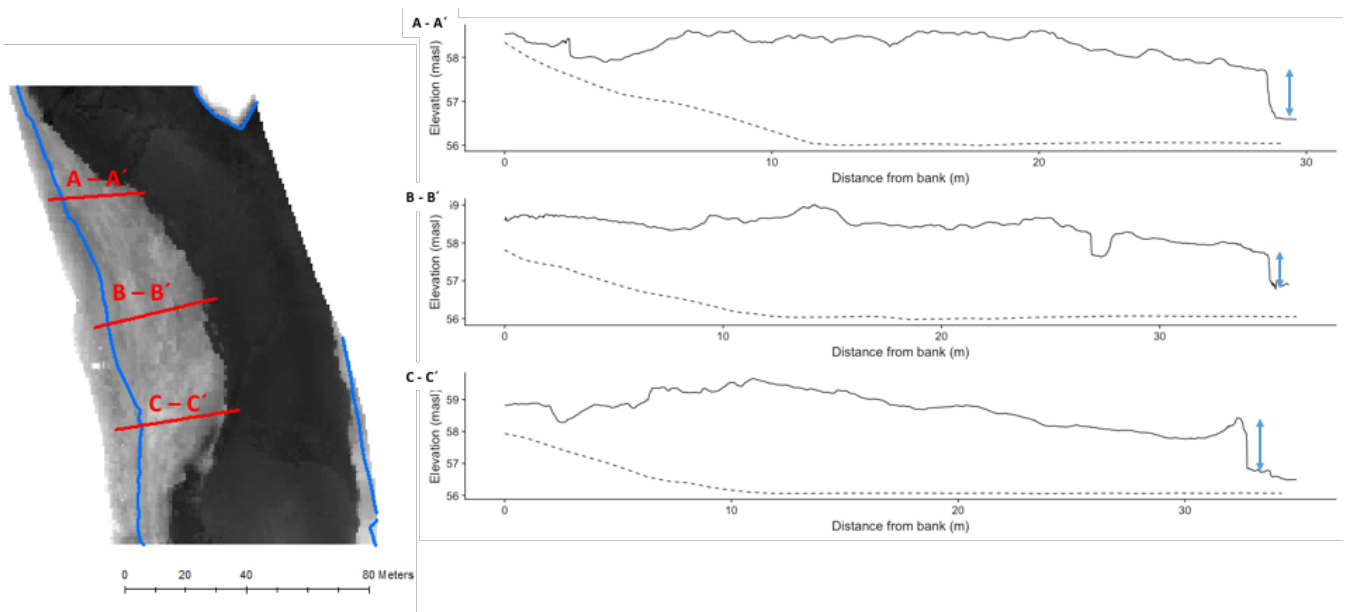 A - A´
Elevation (masl)
58
57
56
0
10
20
30
Distance from bank (m)
B - B´
Elevation (masl)
59
58
57
56
0
10
20
30
Distance from bank (m)
C - C´
Elevation (masl)
59
58
57
56
0
10
20
30
Distance from bank (m)
A – A´
B – B´
C – C´
0 20 40 80 Meters